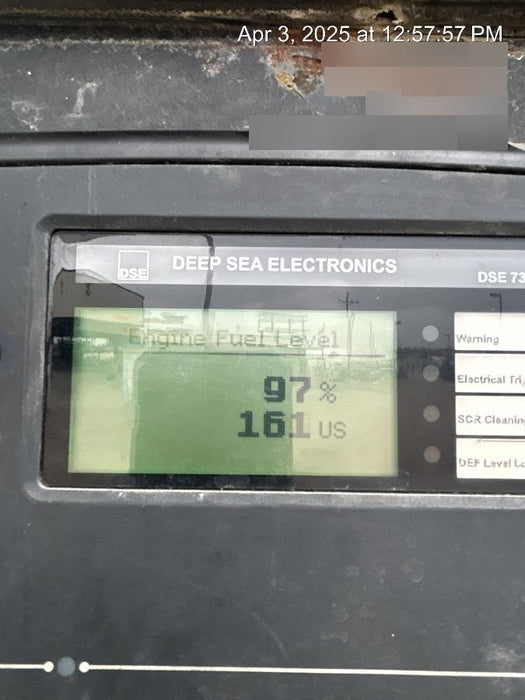 Apr 3, 2025 at 12:57:57 PM
DSE
DEEP SEA ELECTRONICS
DSE 73
Engine Fuel Level
97 %
161 US
Warning
Electrical Tri
SCR Cleanin
DEF Level Lo